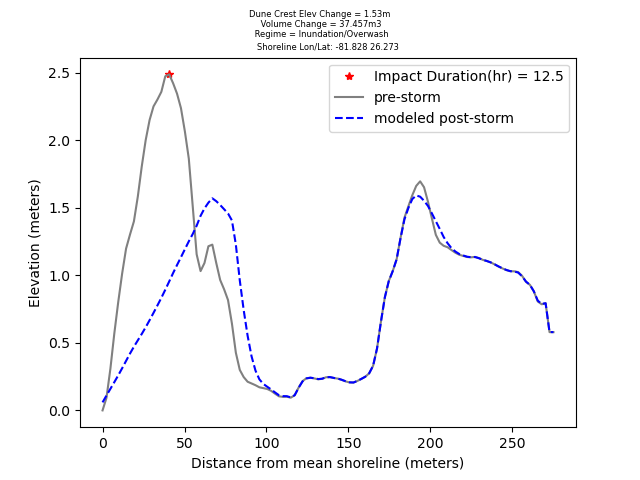 Dune Crest Elev Change = 1.53m
Volume Change = 37.457m3
Regime = Inundation/Overwash
Shoreline Lon/Lat: -81.828 26.273
Impact Duration(hr) = 12.5
pre-storm
modeled post-storm
Elevation (meters)
2.5
2.0
1.5
1.0
0.5
0.0
0 50 100 150 200 250
Distance from mean shoreline (meters)